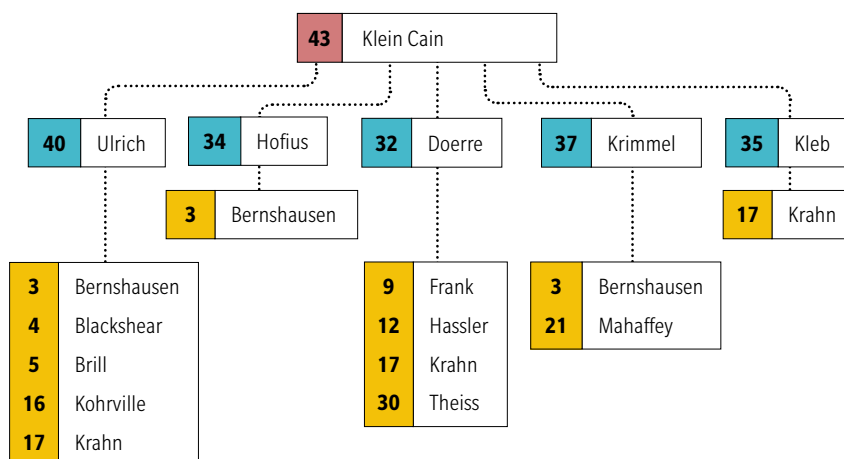 43 Klein Cain
40 Ulrich
34 Hofius
32 Doerre
37 Krimmel
35 Kleb
3 Bernshausen
17 Krahn
3 Bernshausen
4 Blackshear
5 Brill
16 Kohrville
17 Krahn
9 Frank
12 Hassler
17 Krahn
30 Theiss
3 Bernshausen
21 Mahaffey